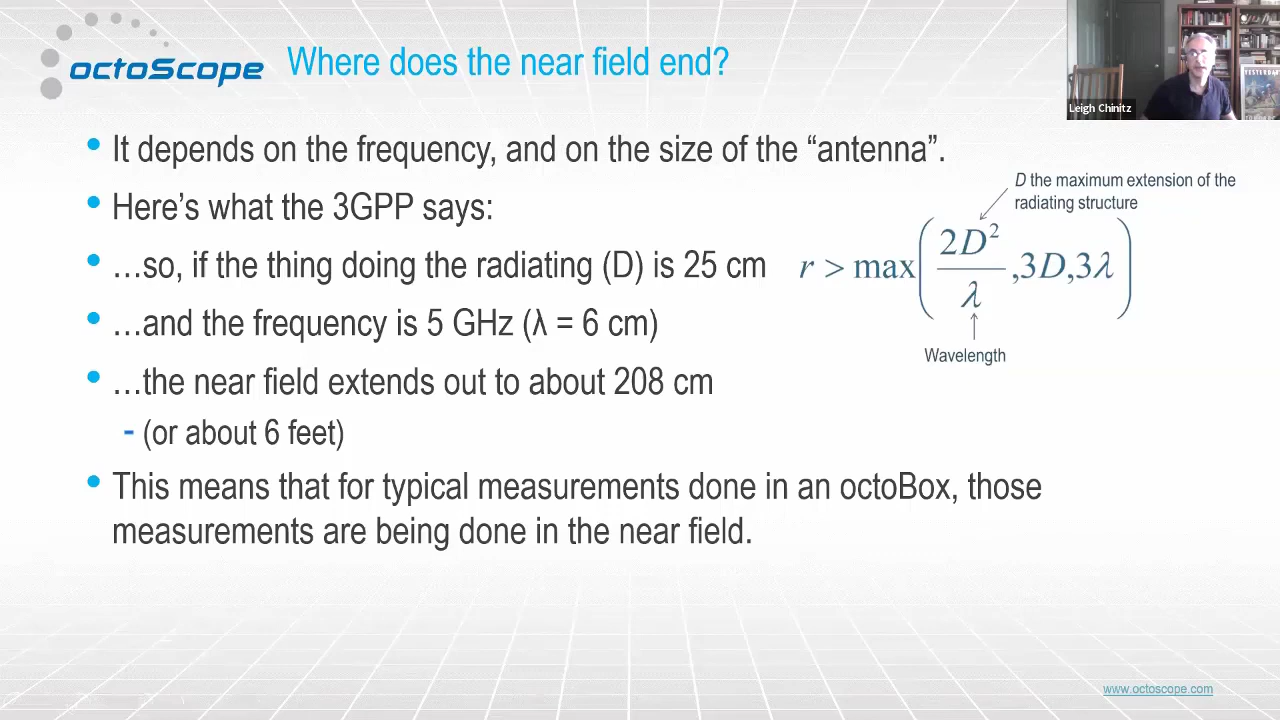 octoScope
Where does the near field end?
Leigh Chinitz
• It depends on the frequency, and on the size of the “antenna”.
• Here’s what the 3GPP says:
• …so, if the thing doing the radiating (D) is 25 cm
• …and the frequency is 5 GHz (λ = 6 cm)
• …the near field extends out to about 208 cm
- (or about 6 feet)
• This means that for typical measurements done in an octoBox, those
measurements are being done in the near field.
D the maximum extension of the
radiating structure
r > max(2D²/λ,3D,3λ)
Wavelength
YESTERDAY
www.octoscope.com